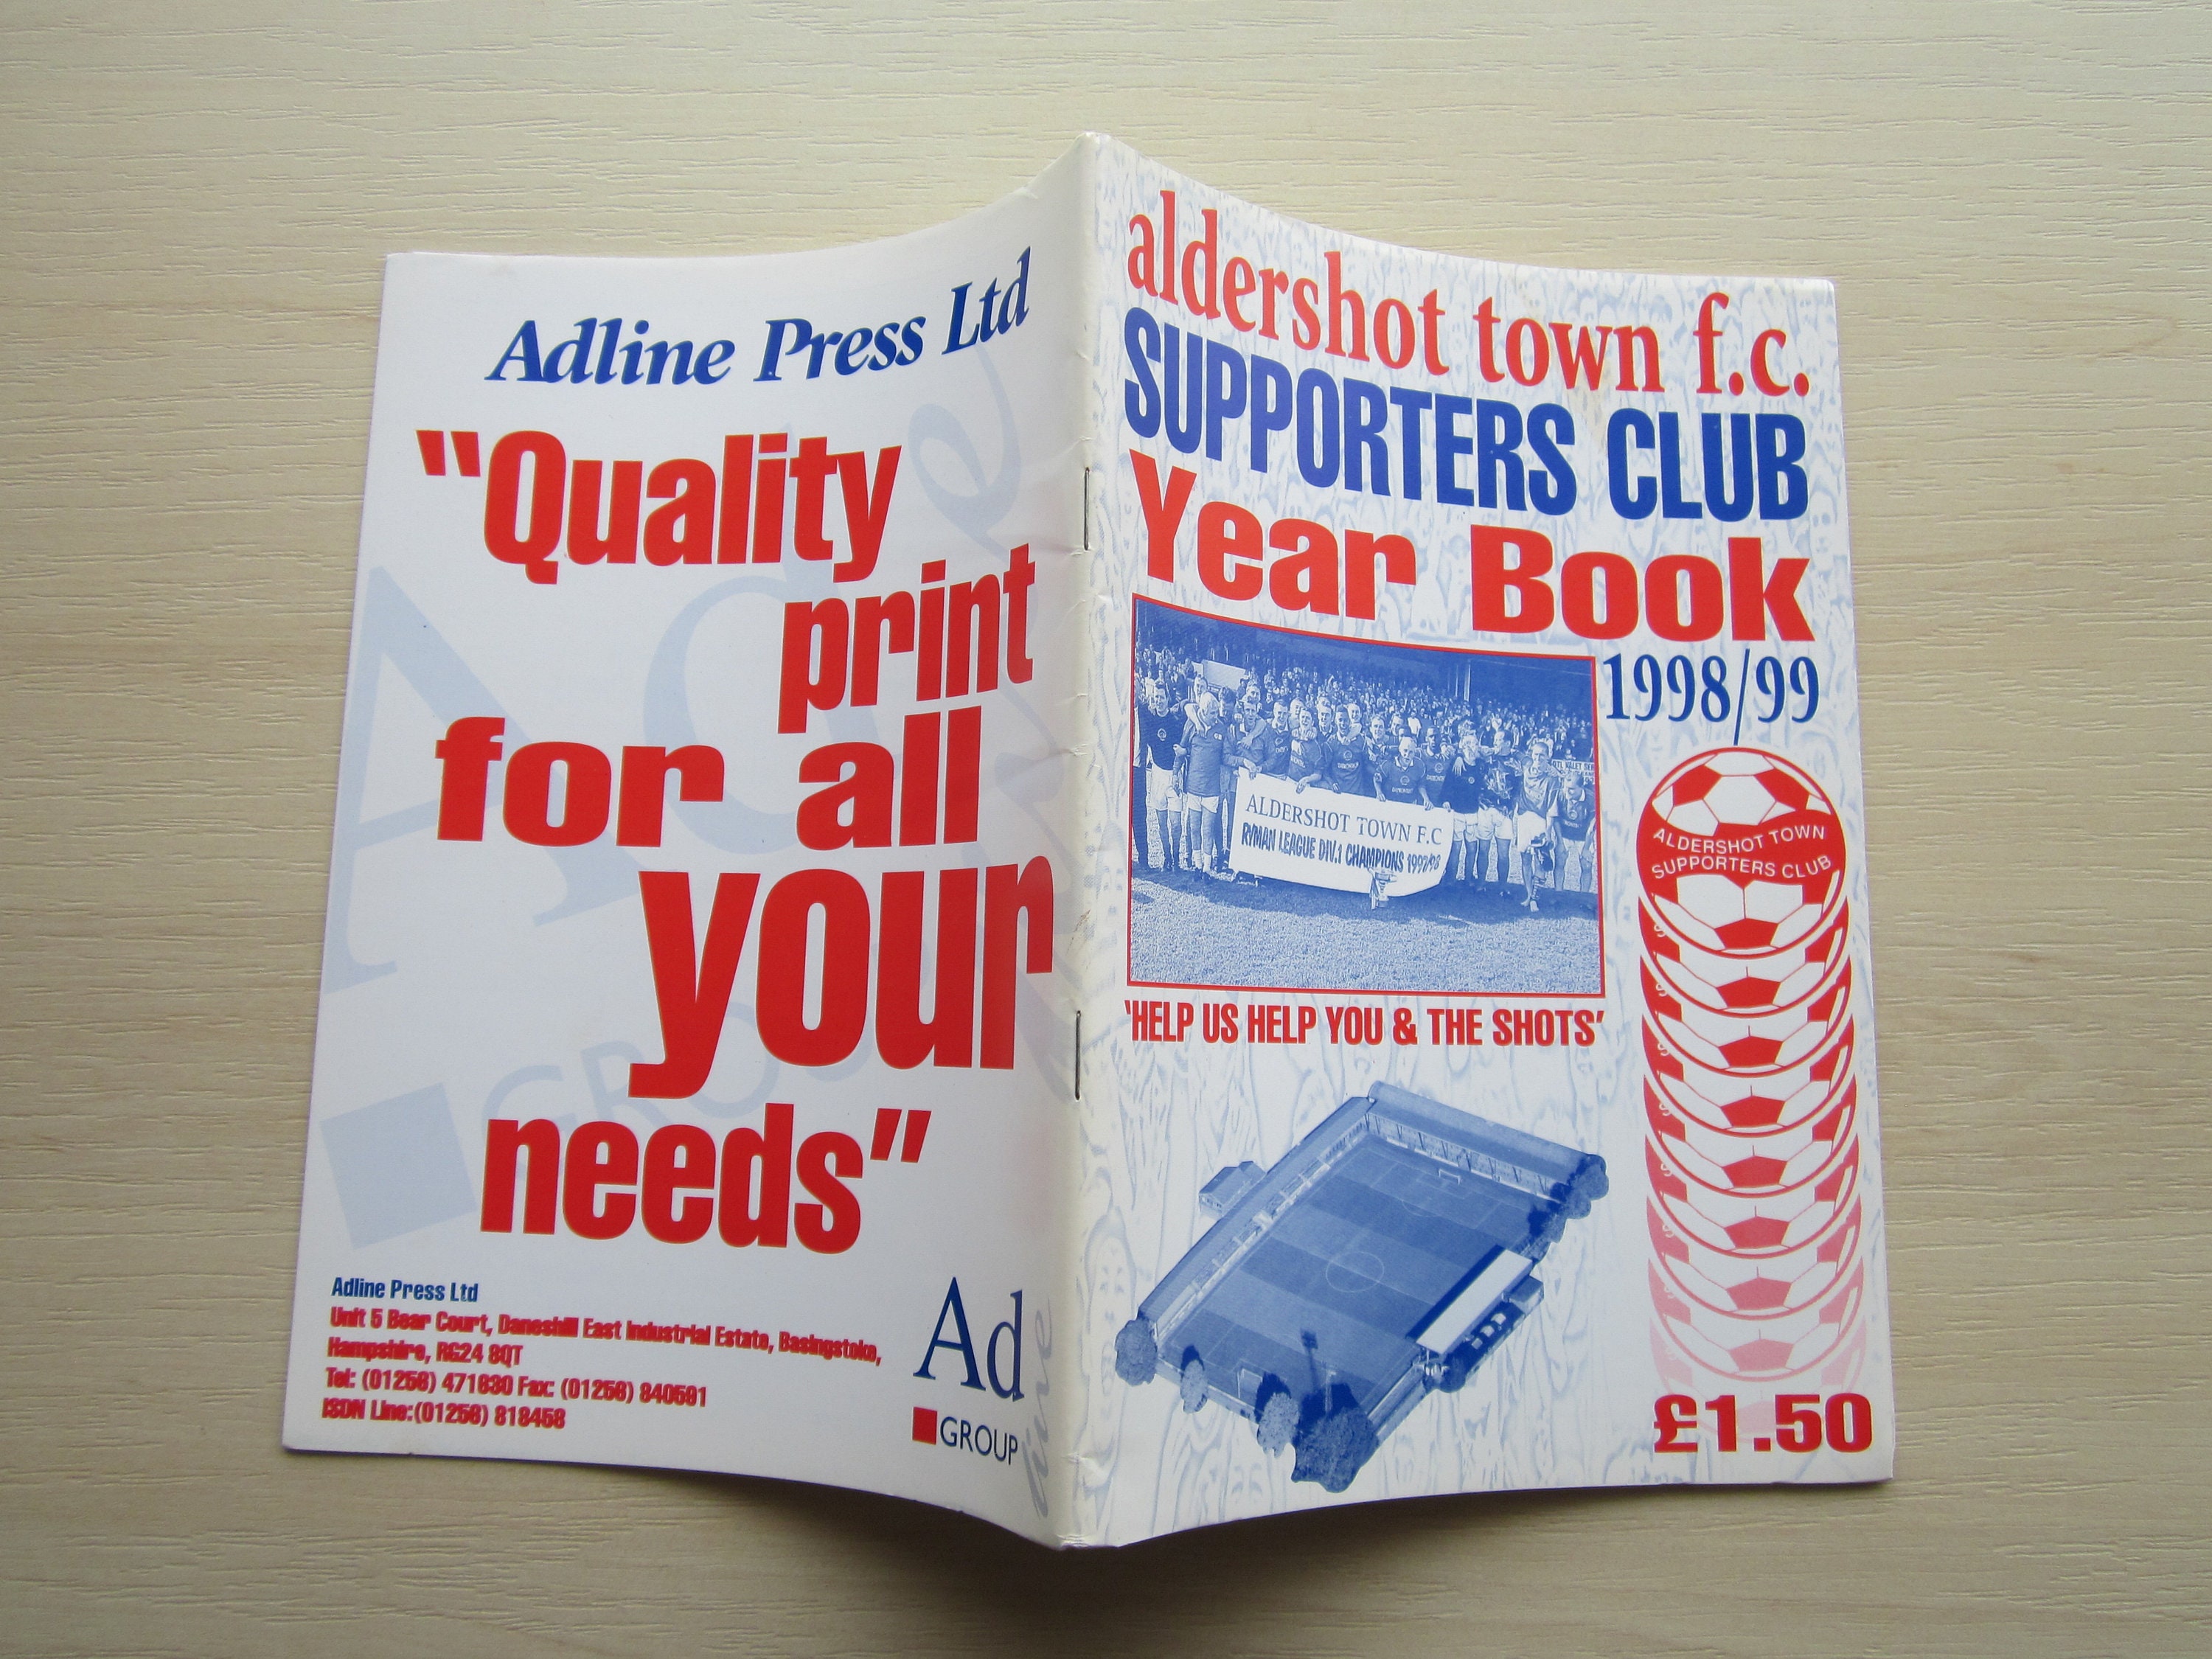 Adline Press Ltd
"Quality
print
for all
your
needs"
Adline Press Ltd
Unit 5 Bear Court, Daneshill East Industrial Estate, Basingstoke,
Hampshire, RG24 8QT
Tel: (01256) 471830 Fax: (01256) 840591
ISDN Line:(01256) 818458
Ad
GROUP
aldershot town f.c.
SUPPORTERS CLUB
Year Book
1998/99
ALDERSHOT TOWN F.C
RYMAN LEAGUE DIV.1 CHAMPIONS 1997/98
ALDERSHOT TOWN
SUPPORTERS CLUB
'HELP US HELP YOU & THE SHOTS'
£1.50